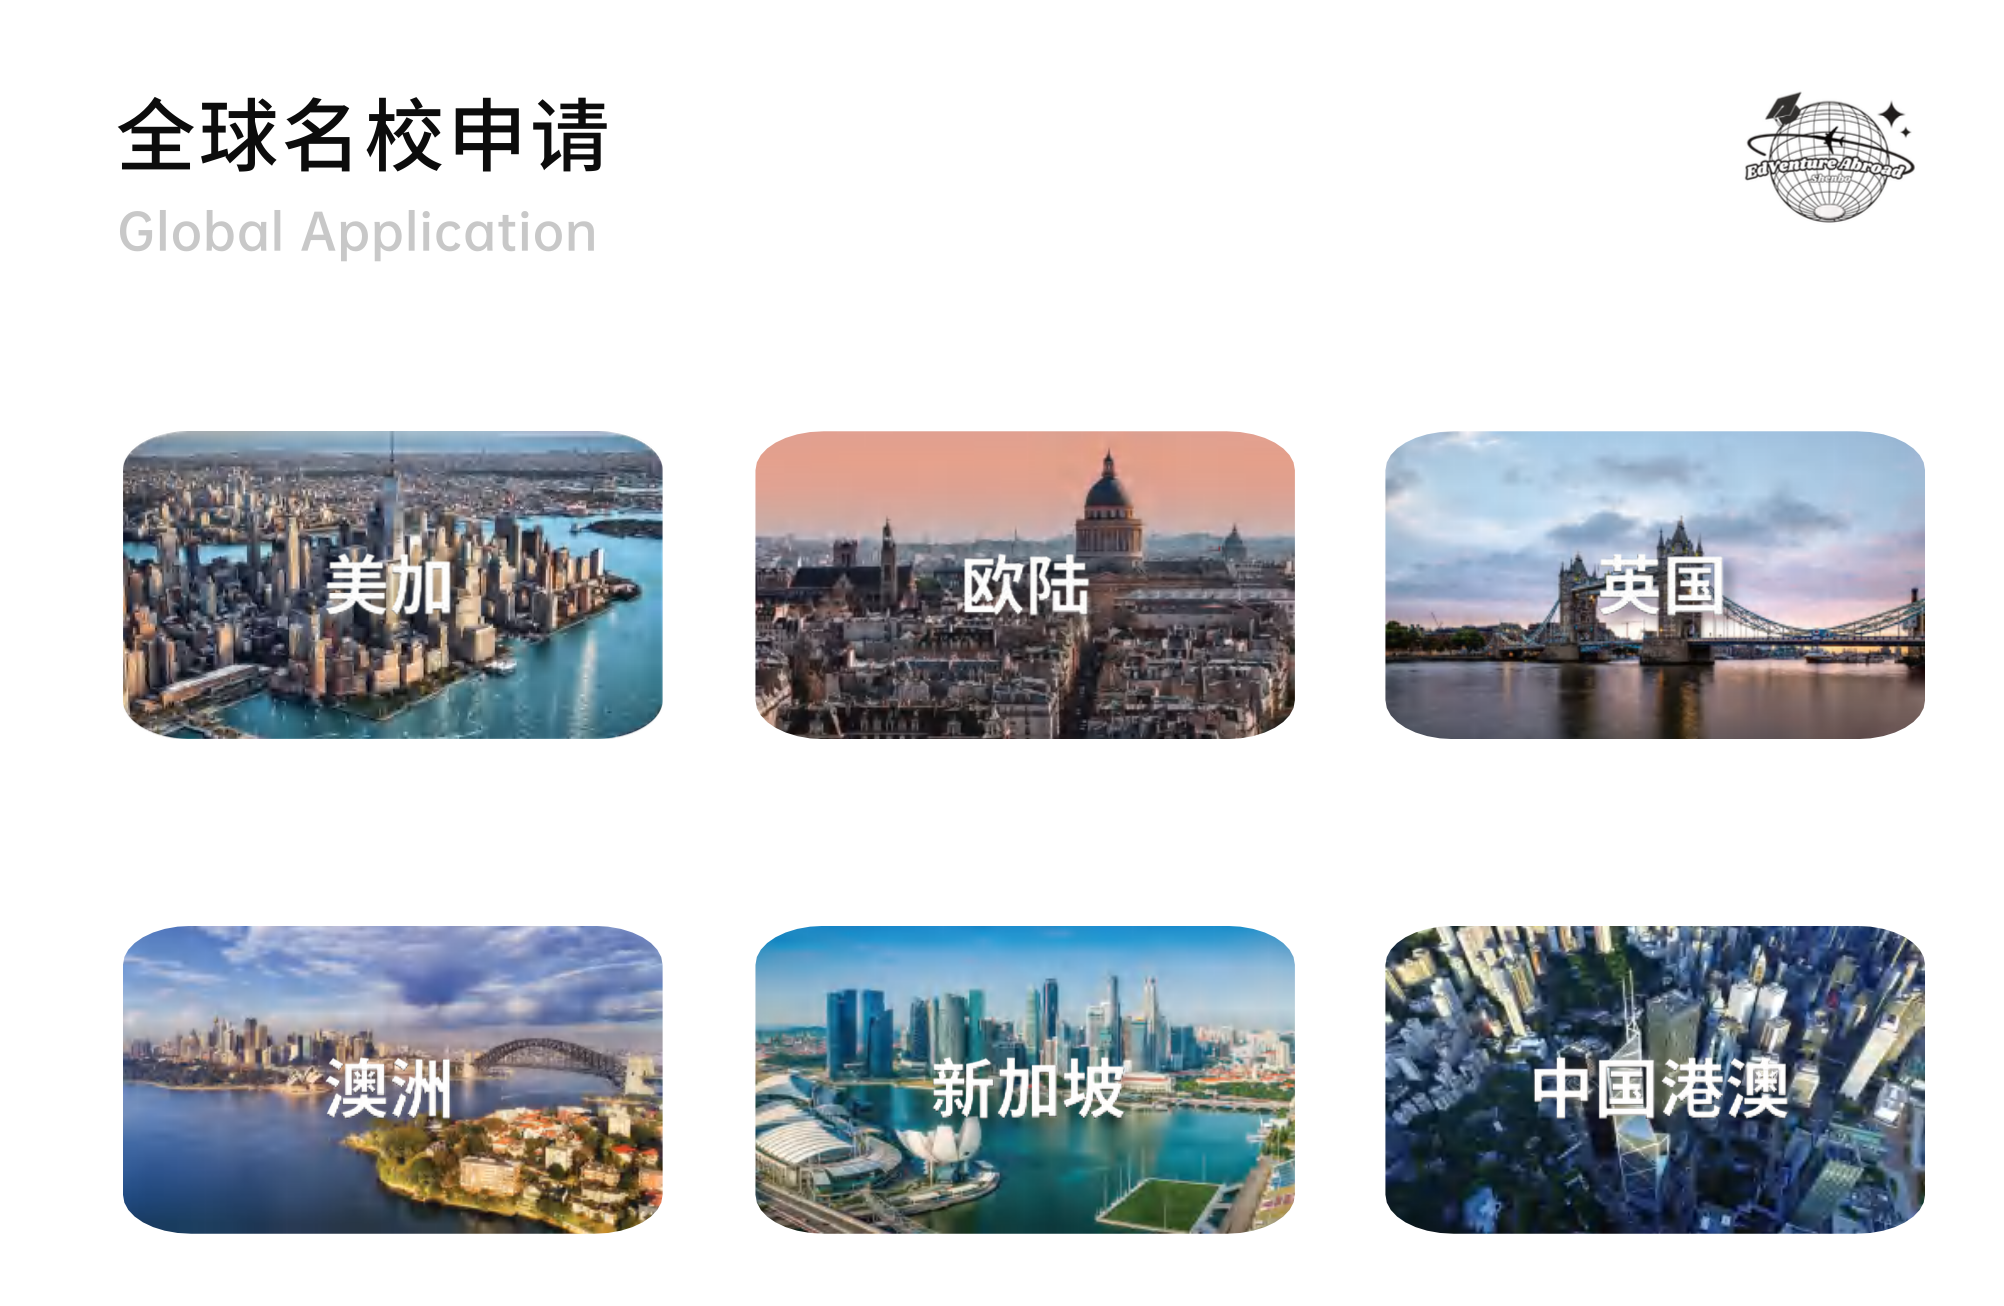 全球名校申请
Global Application
EdVenture Abroad
Shenbo
美加
欧陆
英国
澳洲
新加坡
中国港澳